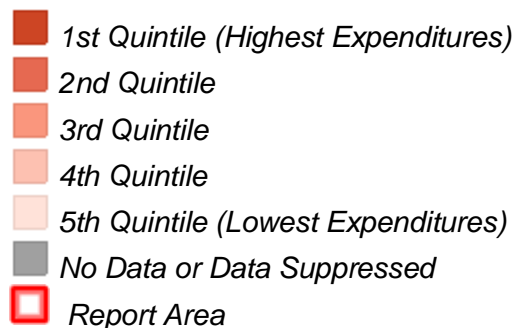 1st Quintile (Highest Expenditures)
2nd Quintile
3rd Quintile
4th Quintile
5th Quintile (Lowest Expenditures)
No Data or Data Suppressed
Report Area